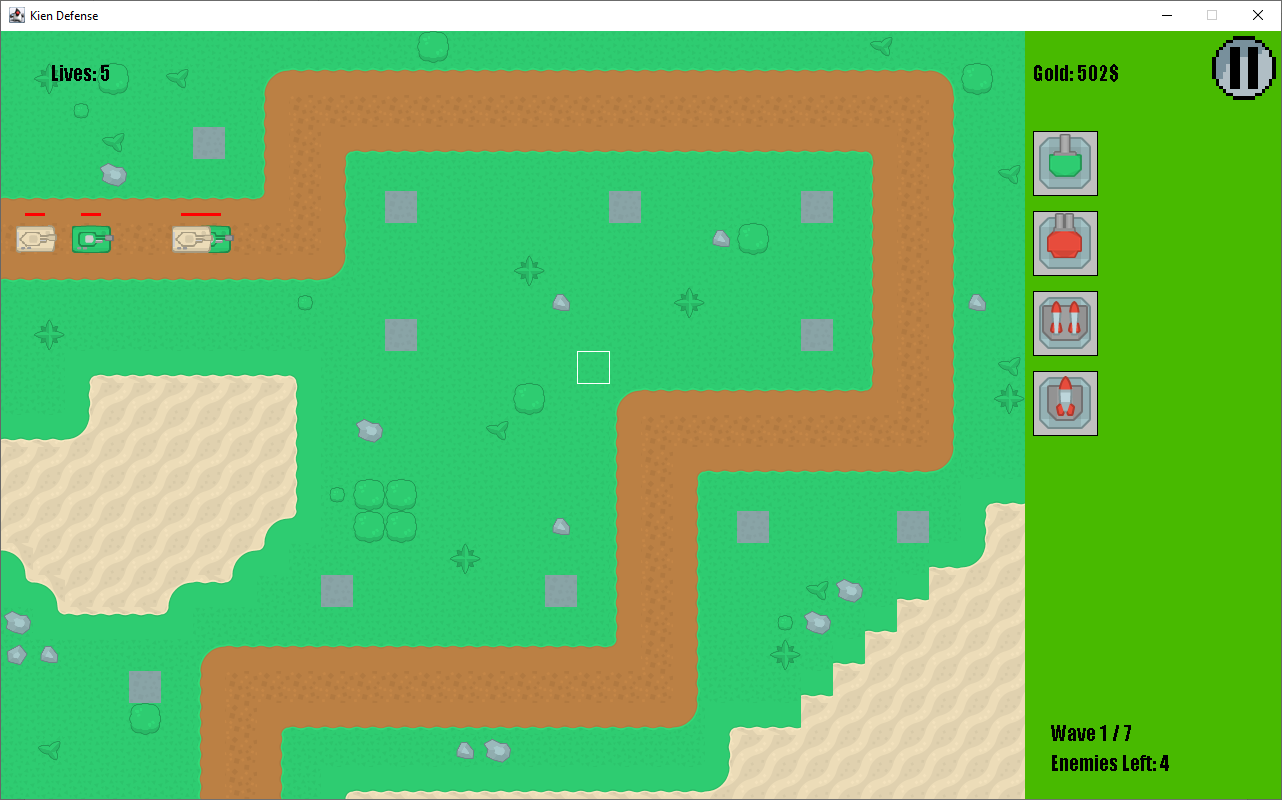 Kien Defense
Lives: 5
Gold: 502$
Wave 1 / 7
Enemies Left: 4